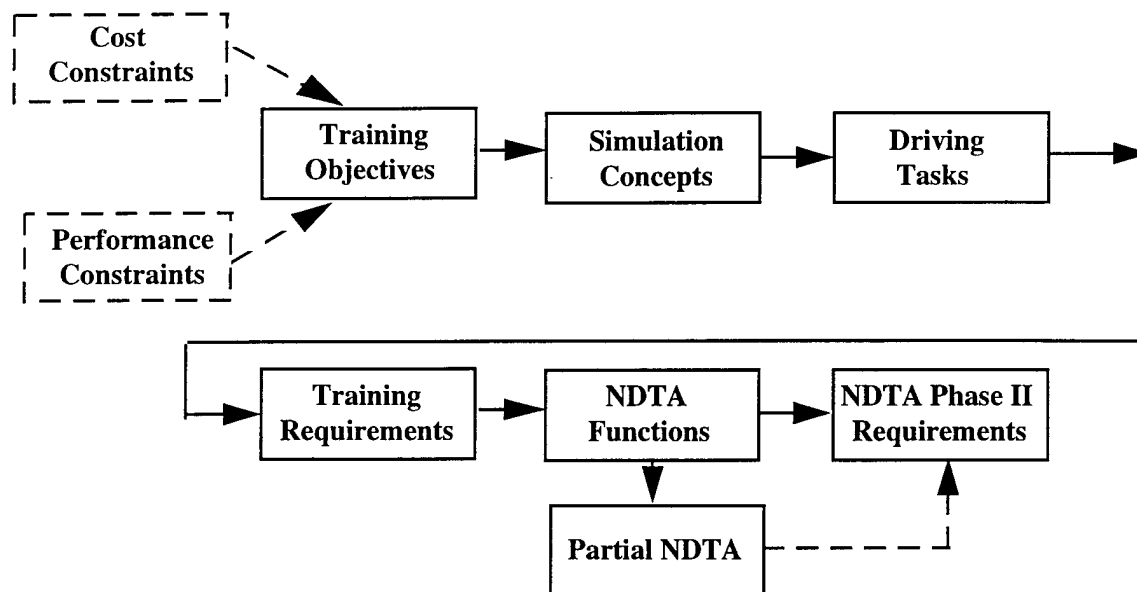 Cost
Constraints
Training
Objectives
Simulation
Concepts
Driving
Tasks
Performance
Constraints
Training
Requirements
NDTA
Functions
NDTA Phase II
Requirements
Partial NDTA